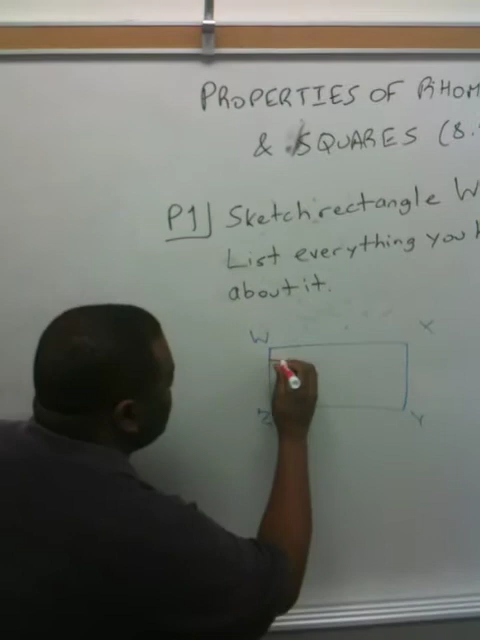 PROPERTIES OF RHOM
& SQUARES (8.
P1) Sketch rectangle W
List everything you k
about it.
W X
Z Y